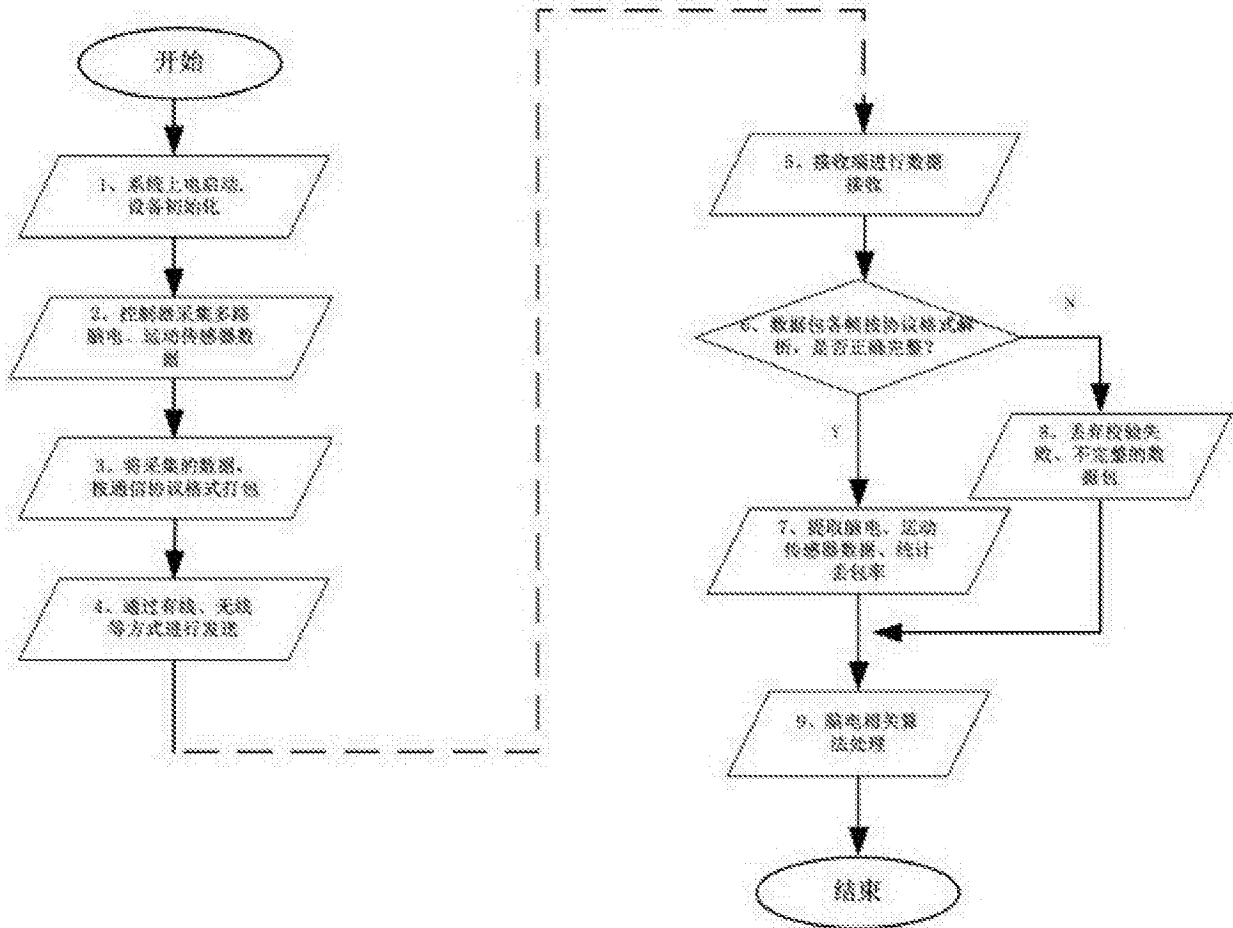 开始
1、系统上电启动,
设备初始化
2、控制器采集多路
脑电、运动传感器数
据
3、将采集的数据,
按通信协议格式打包
4、通过有线、无线
等方式进行发送
5、接收端进行数据
接收
6、数据包各帧按协议格式解
析,是否正确完整?
N
Y
8、丢弃校验失
败、不完整的数
据包
7、提取脑电、运动
传感器数据、统计
丢包率
9、脑电相关算
法处理
结束